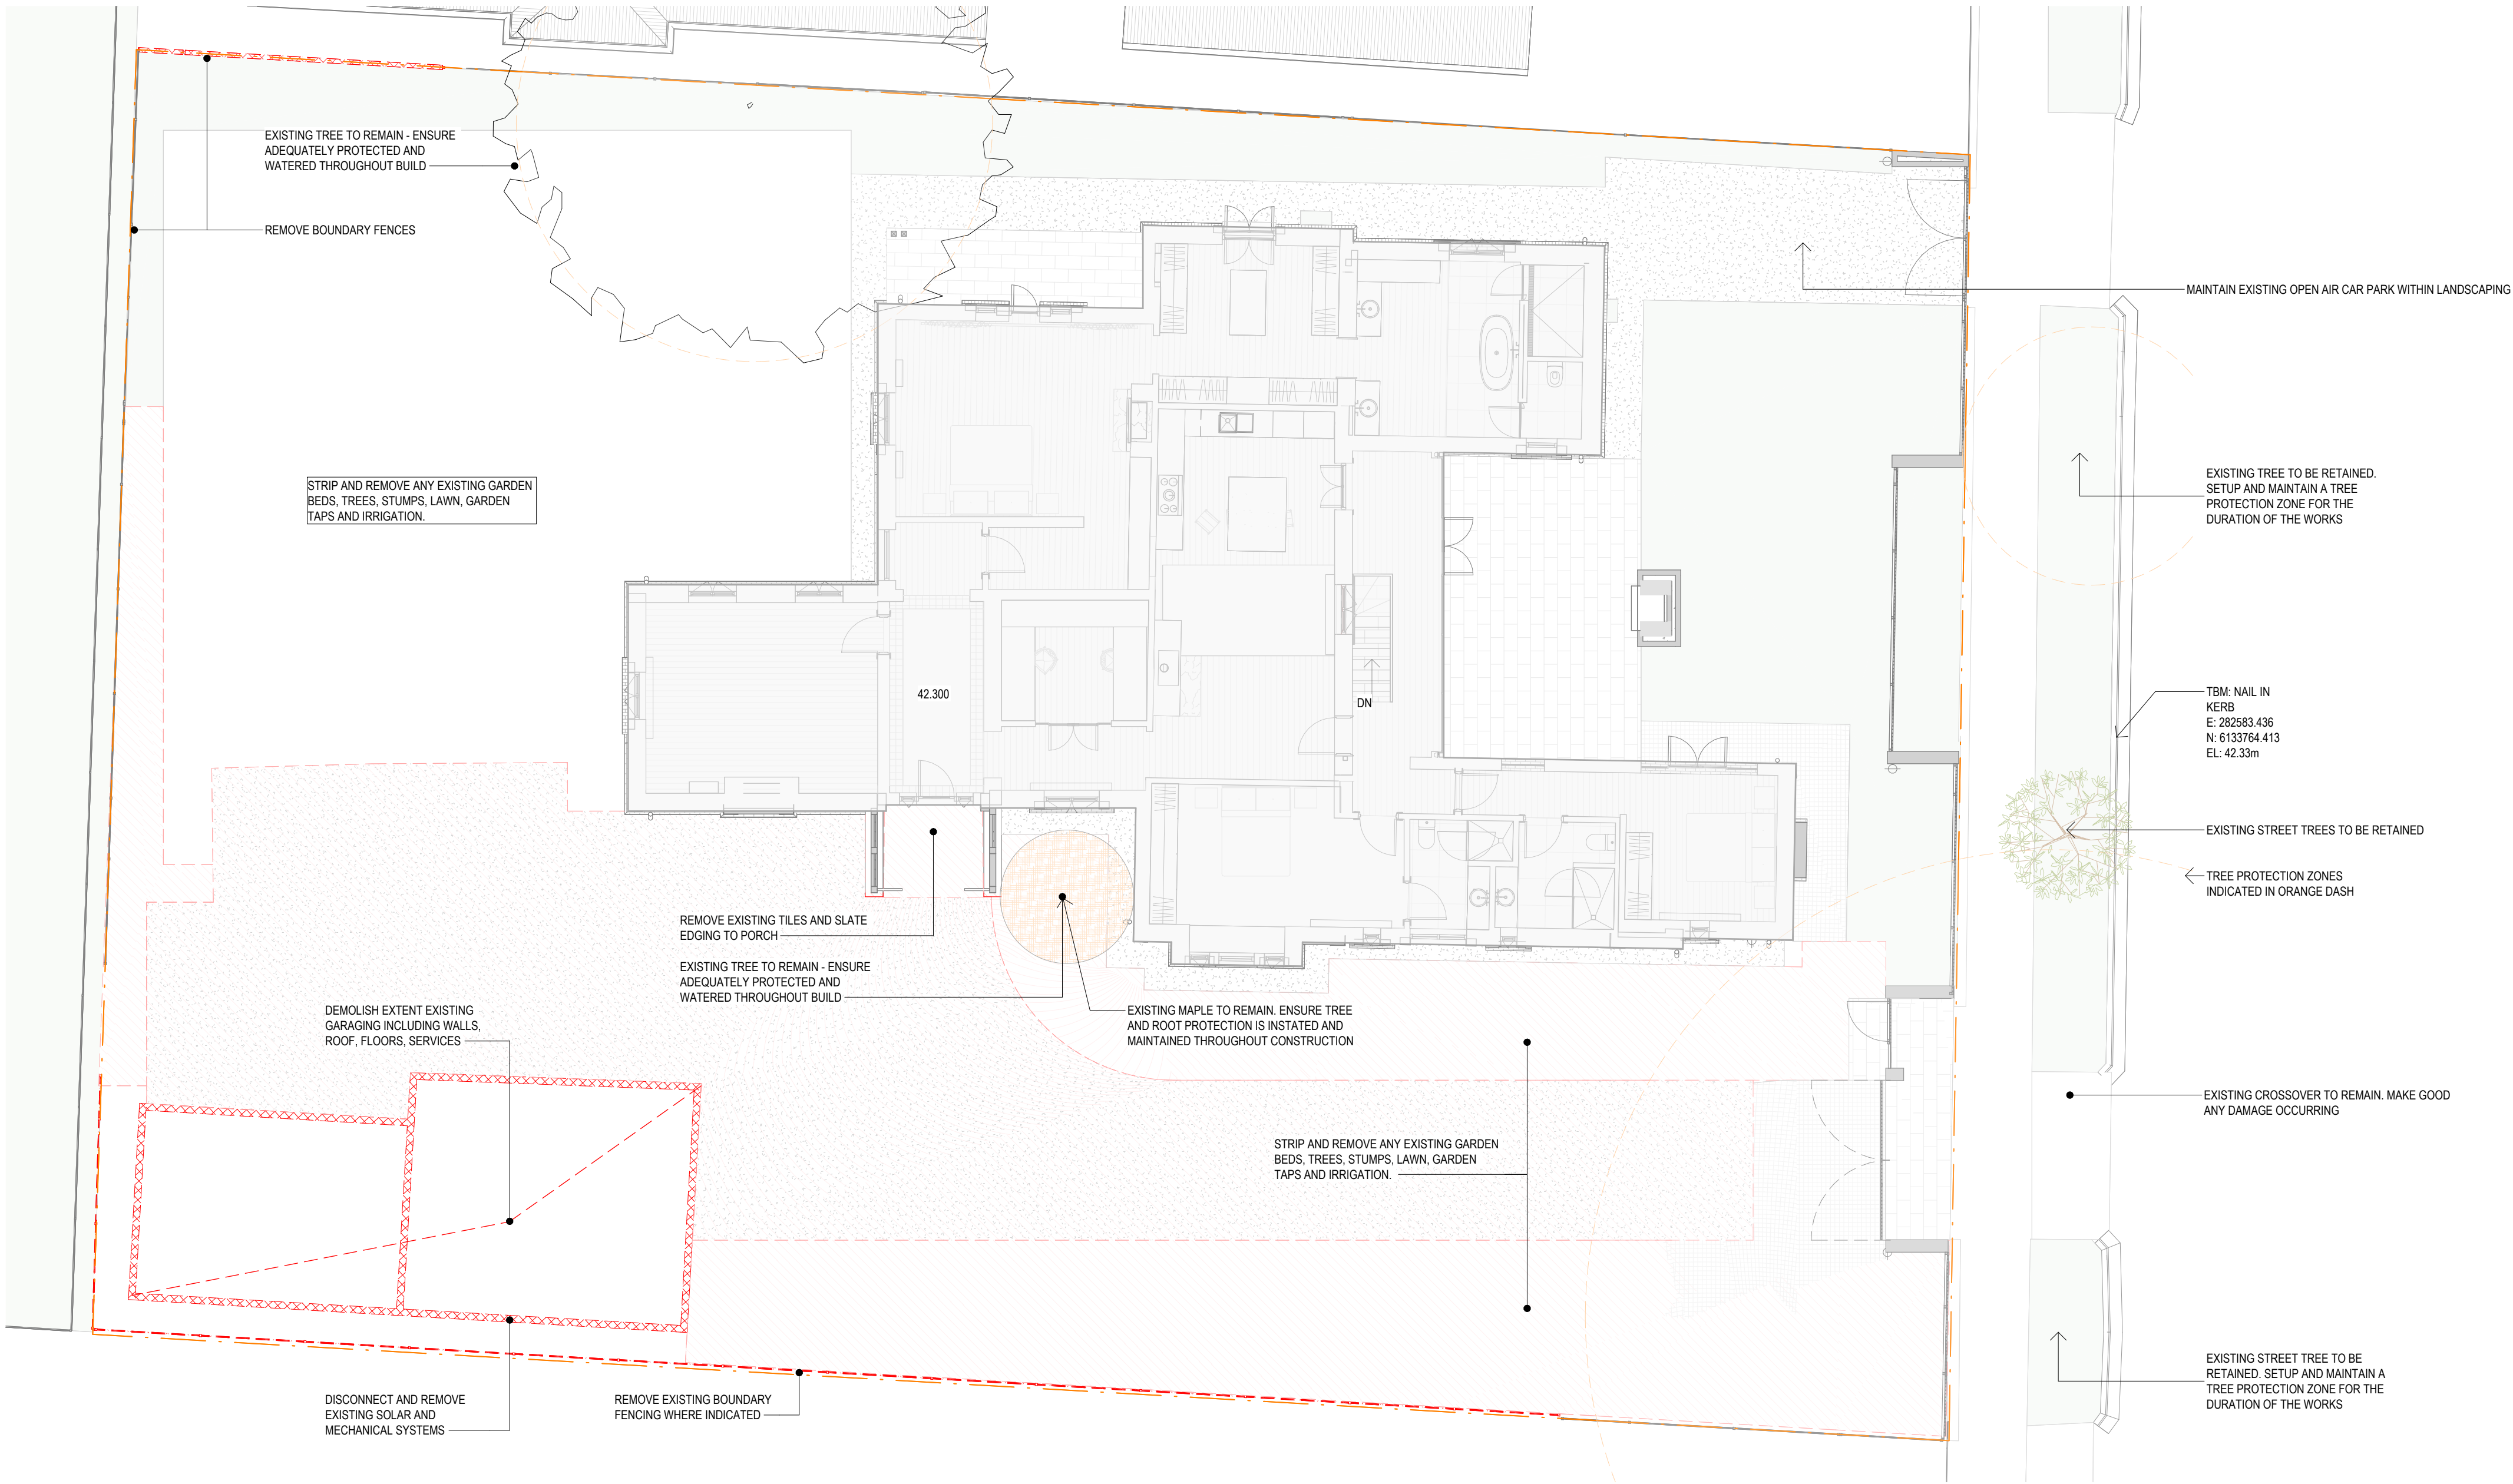 EXISTING TREE TO REMAIN - ENSURE
ADEQUATELY PROTECTED AND
WATERED THROUGHOUT BUILD
REMOVE BOUNDARY FENCES
MAINTAIN EXISTING OPEN AIR CAR PARK WITHIN LANDSCAPING
STRIP AND REMOVE ANY EXISTING GARDEN
BEDS, TREES, STUMPS, LAWN, GARDEN
TAPS AND IRRIGATION.
EXISTING TREE TO BE RETAINED.
SETUP AND MAINTAIN A TREE
PROTECTION ZONE FOR THE
DURATION OF THE WORKS
42.300
DN
TBM: NAIL IN
KERB
E: 282583.436
N: 6133764.413
EL: 42.33m
EXISTING STREET TREES TO BE RETAINED
TREE PROTECTION ZONES
INDICATED IN ORANGE DASH
REMOVE EXISTING TILES AND SLATE
EDGING TO PORCH
EXISTING TREE TO REMAIN - ENSURE
ADEQUATELY PROTECTED AND
WATERED THROUGHOUT BUILD
DEMOLISH EXTENT EXISTING
GARAGING INCLUDING WALLS,
ROOF, FLOORS, SERVICES
EXISTING MAPLE TO REMAIN. ENSURE TREE
AND ROOT PROTECTION IS INSTATED AND
MAINTAINED THROUGHOUT CONSTRUCTION
EXISTING CROSSOVER TO REMAIN. MAKE GOOD
ANY DAMAGE OCCURRING
STRIP AND REMOVE ANY EXISTING GARDEN
BEDS, TREES, STUMPS, LAWN, GARDEN
TAPS AND IRRIGATION.
DISCONNECT AND REMOVE
EXISTING SOLAR AND
MECHANICAL SYSTEMS
REMOVE EXISTING BOUNDARY
FENCING WHERE INDICATED
EXISTING STREET TREE TO BE
RETAINED. SETUP AND MAINTAIN A
TREE PROTECTION ZONE FOR THE
DURATION OF THE WORKS